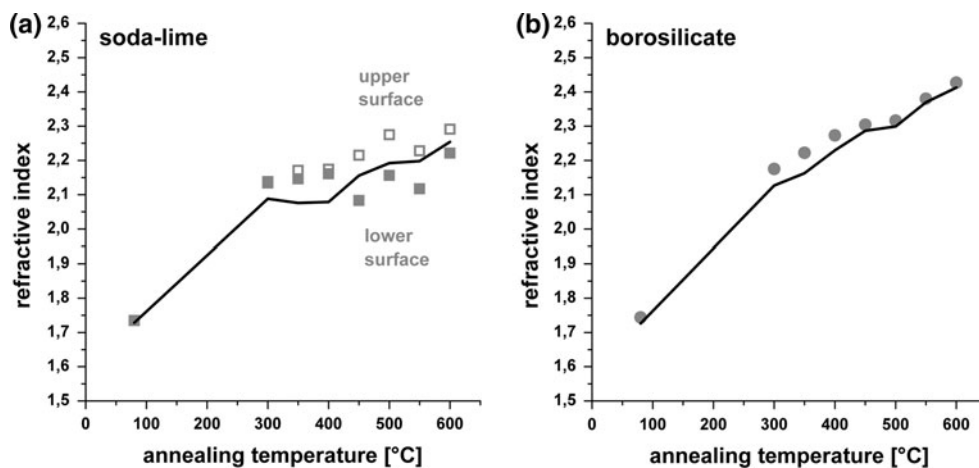 (a) soda-lime
2,6
2,5
2,4
2,3
2,2
2,1
2,0
1,9
1,8
1,7
1,6
1,5
refractive index
upper
surface
lower
surface
0 100 200 300 400 500 600
annealing temperature [°C]
(b) borosilicate
2,6
2,5
2,4
2,3
2,2
2,1
2,0
1,9
1,8
1,7
1,6
1,5
refractive index
0 100 200 300 400 500 600
annealing temperature [°C]